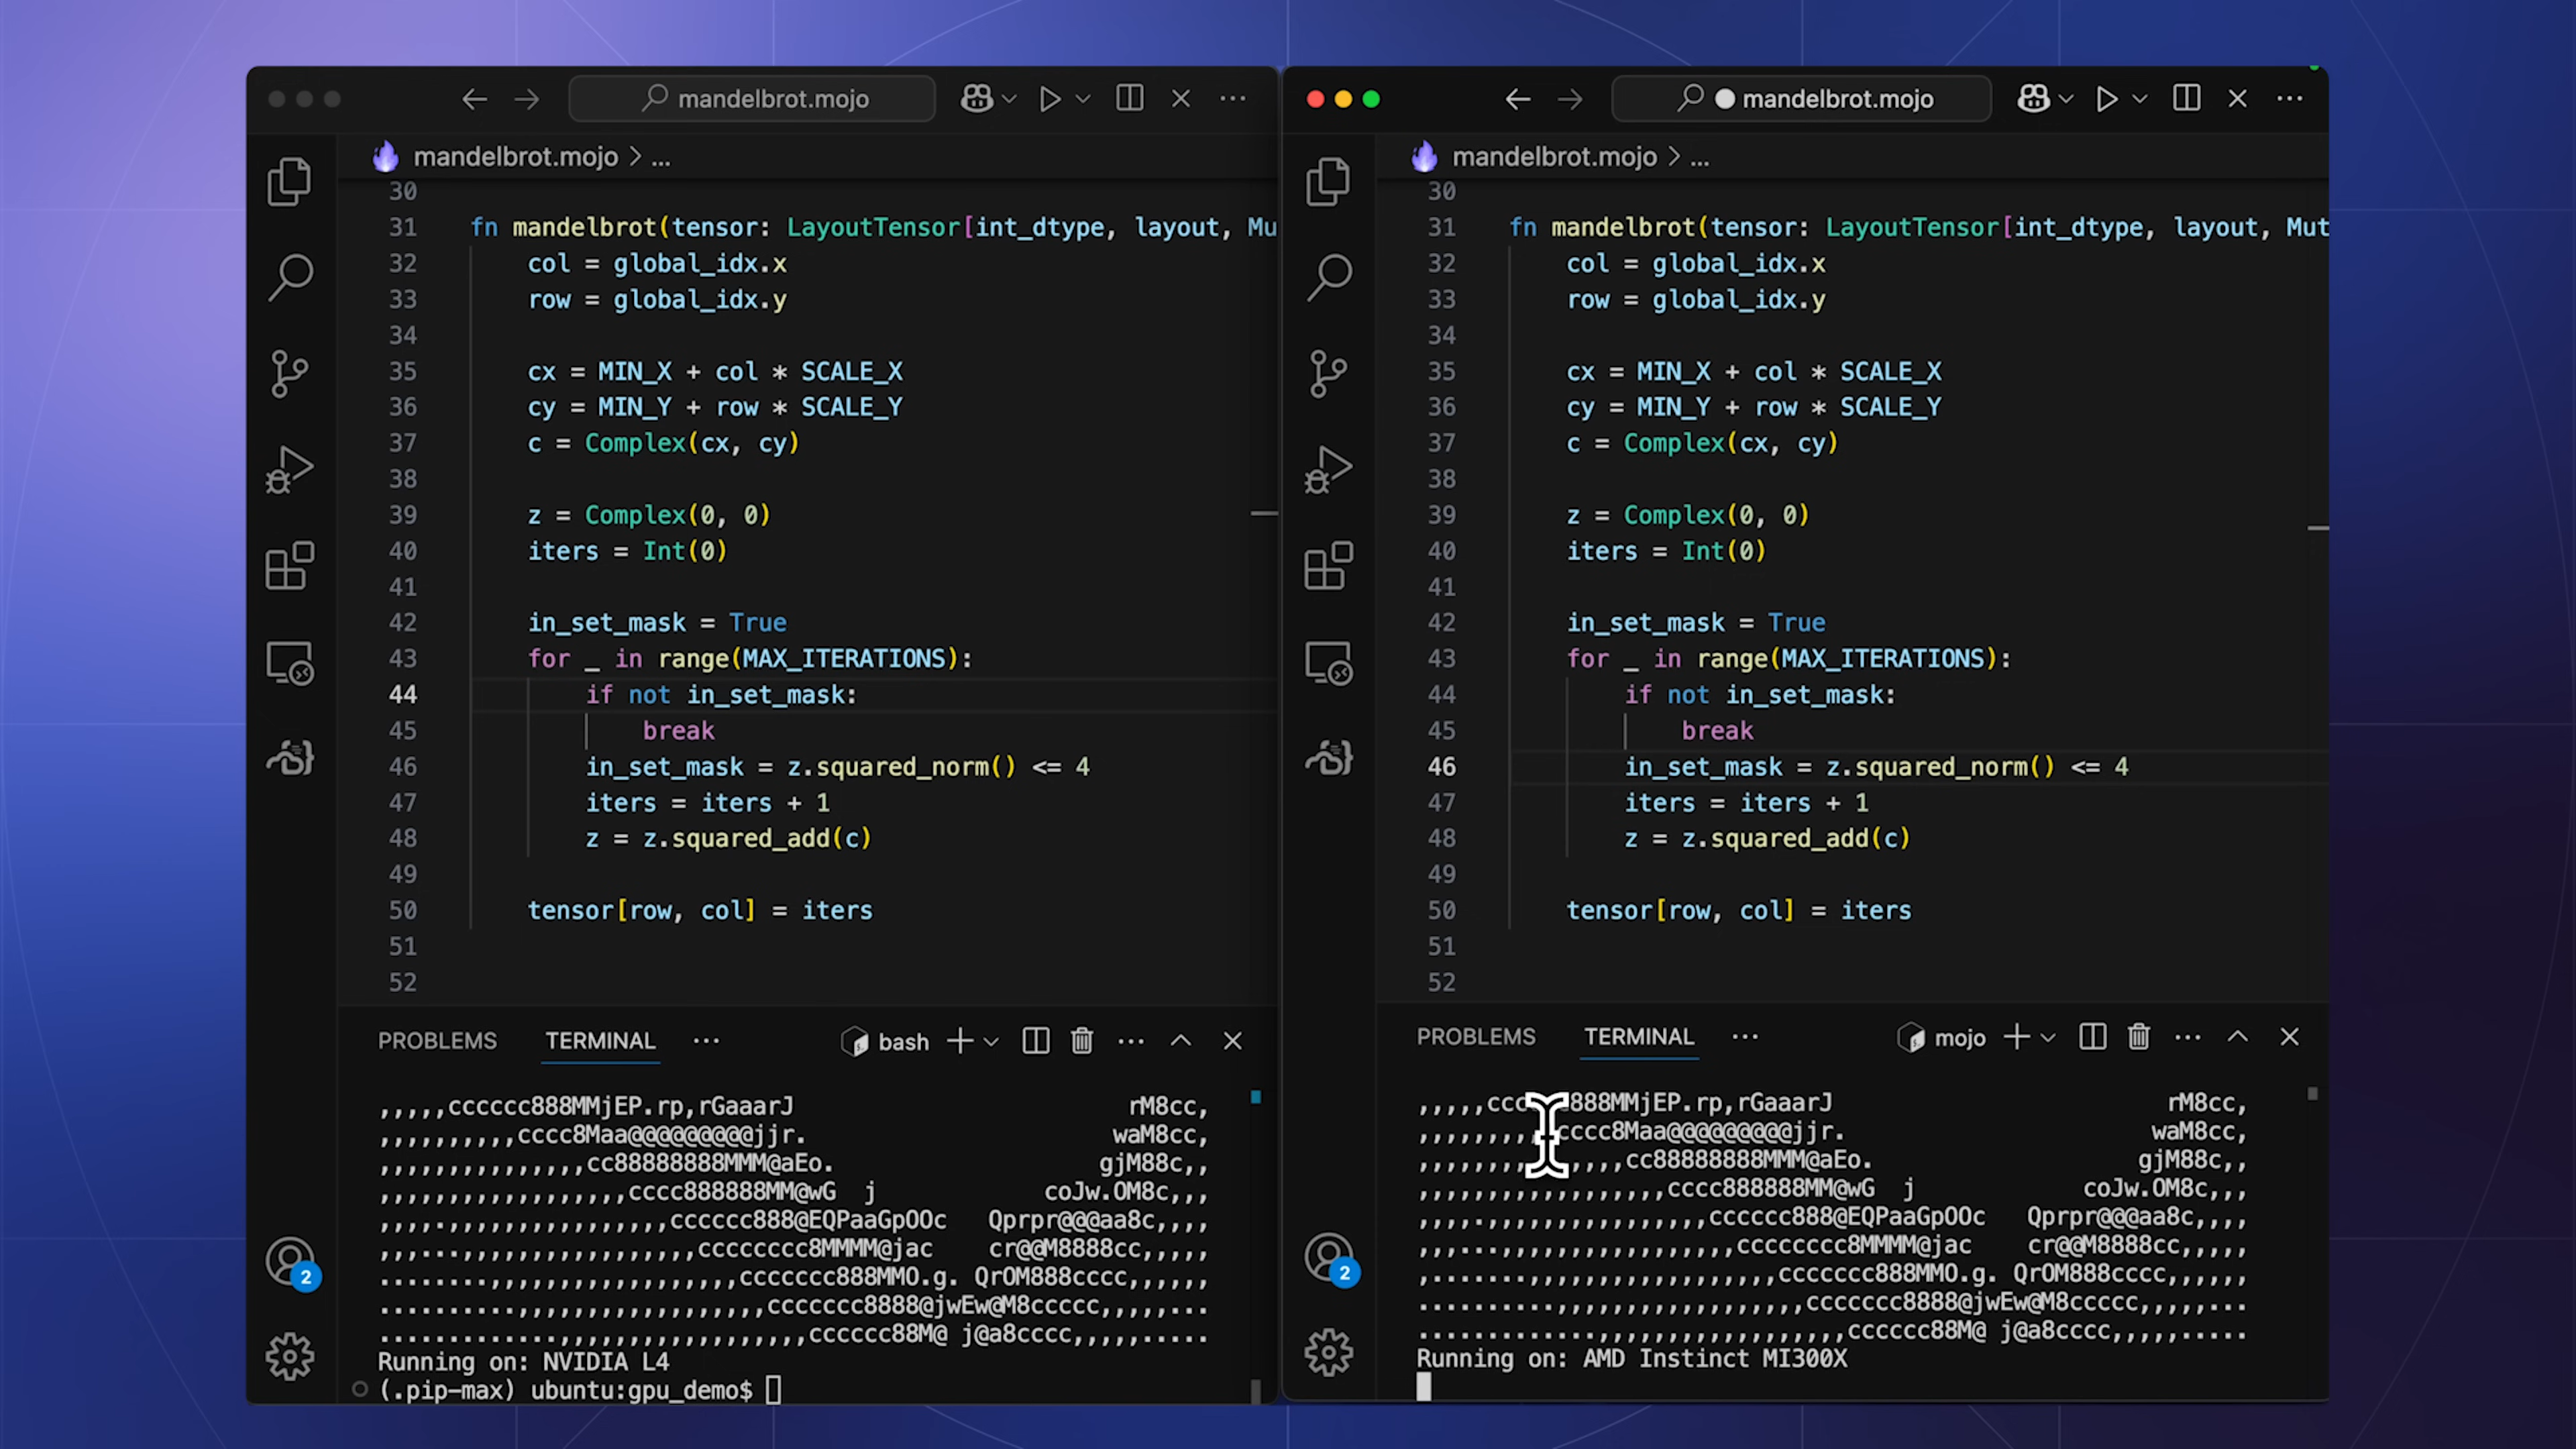 mandelbrot.mojo
mandelbrot.mojo > ...
30
31 fn mandelbrot(tensor: LayoutTensor[int_dtype, layout, Mu
32 col = global_idx.x
33 row = global_idx.y
34
35 cx = MIN_X + col * SCALE_X
36 cy = MIN_Y + row * SCALE_Y
37 c = Complex(cx, cy)
38
39 z = Complex(0, 0)
40 iters = Int(0)
41
42 in_set_mask = True
43 for _ in range(MAX_ITERATIONS):
44 if not in_set_mask:
45 break
46 in_set_mask = z.squared_norm() <= 4
47 iters = iters + 1
48 z = z.squared_add(c)
49
50 tensor[row, col] = iters
51
52
PROBLEMS TERMINAL ... bash
,,,,,cccccc888MMjEP.rp,rGaaarJ rM8cc,
,,,,,,,,,,cccc8Maa@@@@@@@@@jjr. waM8cc,
,,,,,,,,,,,,,,,cc88888888MMM@aEo. gjM88c,,
,,,,,,,,,,,,,,,,,,cccc888888MM@wG j coJw.OM8c,,,
,,,,.,,,,,,,,,,,,,,,,cccccc888@EQPaaGpOOc Qprpr@@@aa8c,,,,
,,,...,,,,,,,,,,,,,,,,,cccccccc8MMMM@jac cr@@M8888cc,,,,,
........,,,,,,,,,,,,,,,,,,ccccccc888MMO.g. QrOM888cccc,,,,,,
..........,,,,,,,,,,,,,,,,,,ccccccc8888@jwEw@M8ccccc,,,,,...
.............,,,,,,,,,,,,,,,,,,cccccc88M@ j@a8cccc,,,,,.....
Running on: NVIDIA L4
(.pip-max) ubuntu:gpu_demo$
2
mandelbrot.mojo
mandelbrot.mojo > ...
30
31 fn mandelbrot(tensor: LayoutTensor[int_dtype, layout, Mut
32 col = global_idx.x
33 row = global_idx.y
34
35 cx = MIN_X + col * SCALE_X
36 cy = MIN_Y + row * SCALE_Y
37 c = Complex(cx, cy)
38
39 z = Complex(0, 0)
40 iters = Int(0)
41
42 in_set_mask = True
43 for _ in range(MAX_ITERATIONS):
44 if not in_set_mask:
45 break
46 in_set_mask = z.squared_norm() <= 4
47 iters = iters + 1
48 z = z.squared_add(c)
49
50 tensor[row, col] = iters
51
52
PROBLEMS TERMINAL ... mojo
,,,,,ccc 888MMjEP.rp,rGaaarJ rM8cc,
,,,,,,,,, cccc8Maa@@@@@@@@@jjr. waM8cc,
,,,,,,,, ,,,,cc88888888MMM@aEo. gjM88c,,
,,,,,,,,,,,,,,,,,,cccc888888MM@wG j coJw.OM8c,,,
,,,,.,,,,,,,,,,,,,,,,cccccc888@EQPaaGpOOc Qprpr@@@aa8c,,,,
,,,...,,,,,,,,,,,,,,,,,cccccccc8MMMM@jac cr@@M8888cc,,,,,
,.......,,,,,,,,,,,,,,,,,,ccccccc888MMO.g. QrOM888cccc,,,,,,
..........,,,,,,,,,,,,,,,,,,ccccccc8888@jwEw@M8ccccc,,,,,...
.............,,,,,,,,,,,,,,,,,,cccccc88M@ j@a8cccc,,,,,.....
Running on: AMD Instinct MI300X
2